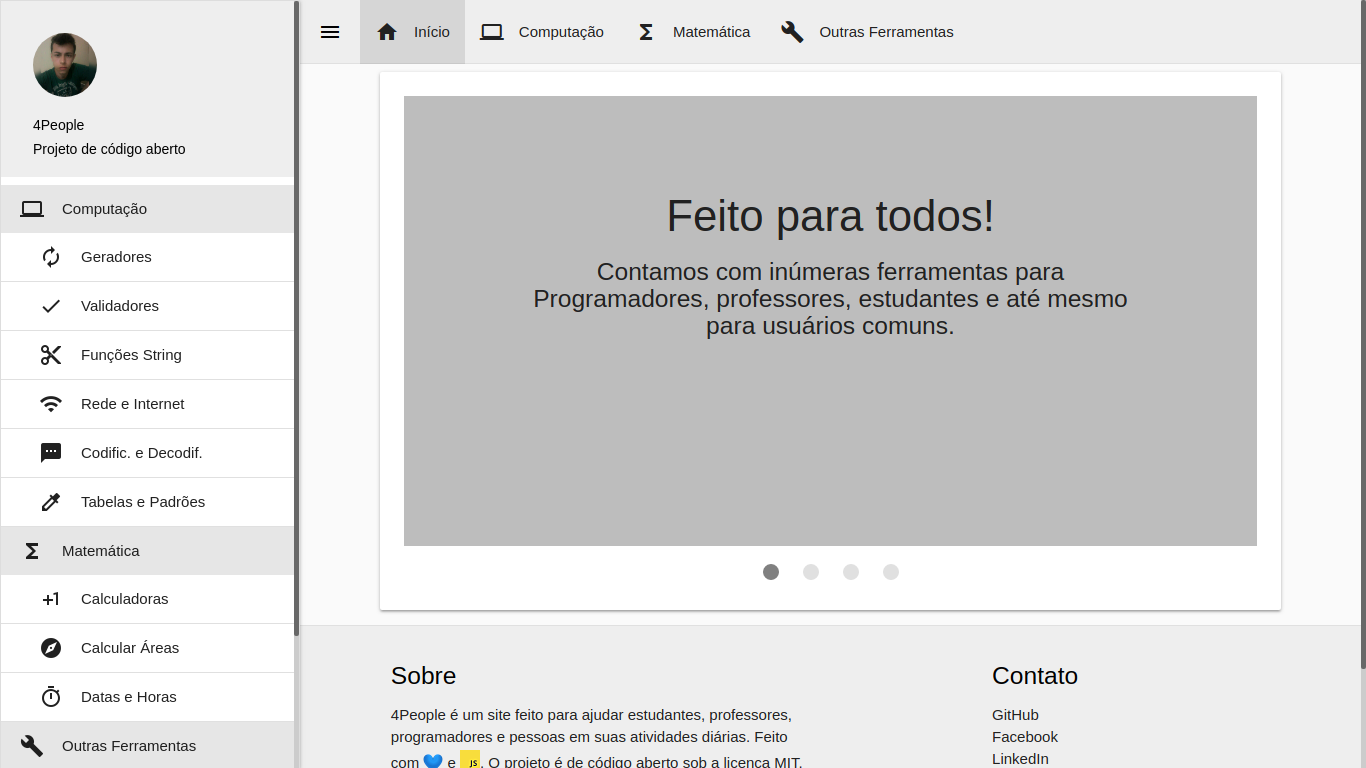 4People
Projeto de código aberto
Computação
Geradores
Validadores
Funções String
Rede e Internet
Codific. e Decodif.
Tabelas e Padrões
Matemática
Calculadoras
Calcular Áreas
Datas e Horas
Outras Ferramentas
Início
Computação
Matemática
Outras Ferramentas
Feito para todos!
Contamos com inúmeras ferramentas para
Programadores, professores, estudantes e até mesmo
para usuários comuns.
Sobre
4People é um site feito para ajudar estudantes, professores,
programadores e pessoas em suas atividades diárias. Feito
com 💙 e JS. O projeto é de código aberto sob a licença MIT.
Contato
GitHub
Facebook
LinkedIn